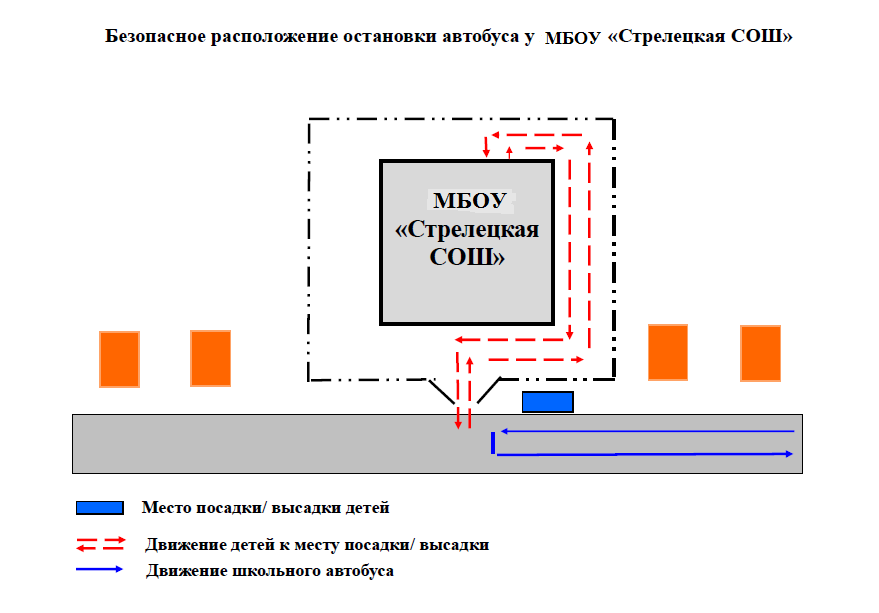 Безопасное расположение остановки автобуса у МБОУ «Стрелецкая СОШ»
МБОУ
«Стрелецкая
СОШ»
Место посадки/ высадки детей
Движение детей к месту посадки/ высадки
Движение школьного автобуса